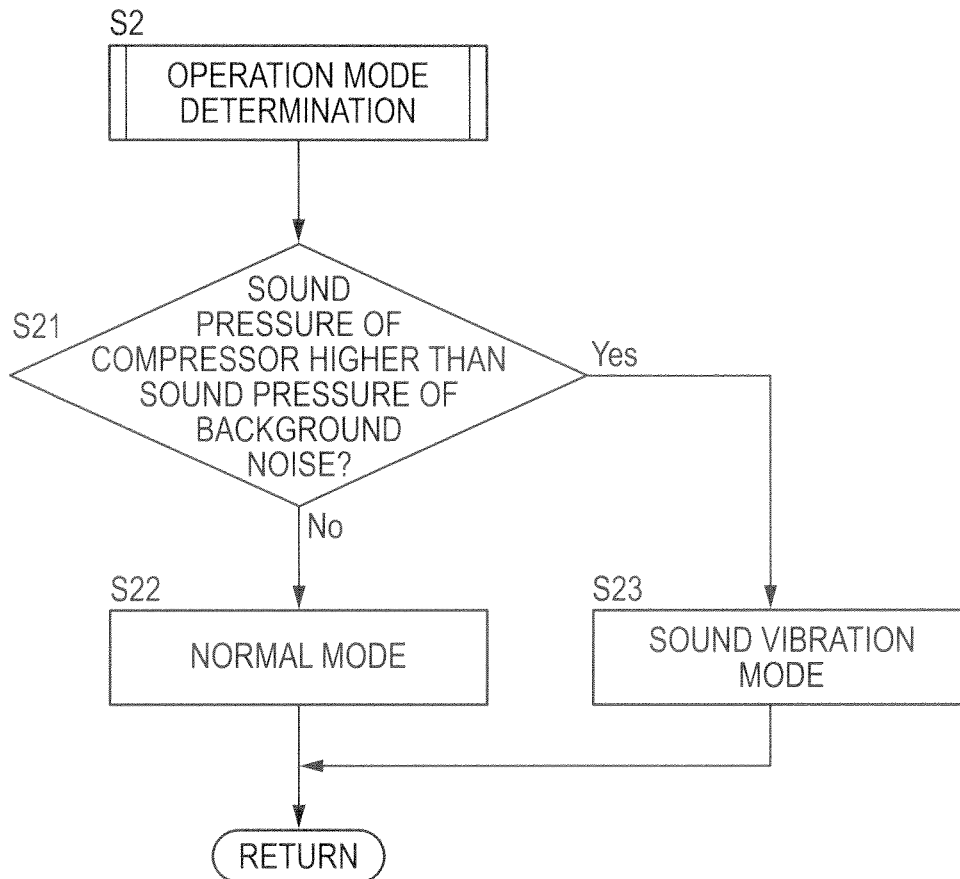 S2
OPERATION MODE
DETERMINATION
S21
SOUND
PRESSURE OF
COMPRESSOR HIGHER THAN
SOUND PRESSURE OF
BACKGROUND
NOISE?
Yes
No
S22
NORMAL MODE
S23
SOUND VIBRATION
MODE
RETURN